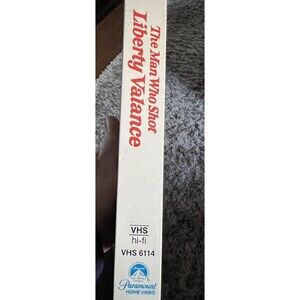 The Man Who Shot
Liberty Valance
VHS
hi-fi
VHS 6114
Paramount
HOME VIDEO